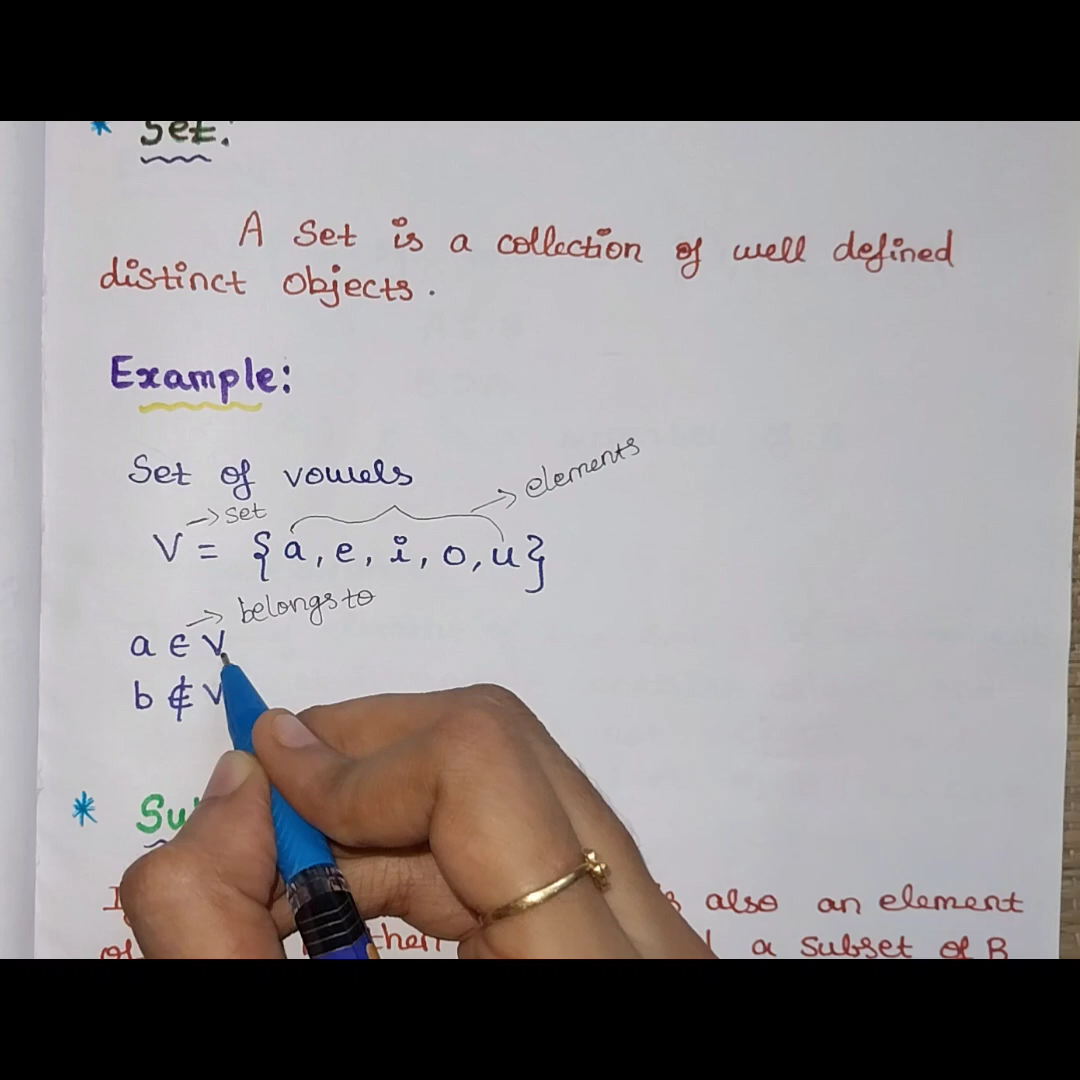 * Set:
A Set is a collection of well defined
distinct objects.
Example:
Set of vowels
→ set
→ elements
V = {a, e, i, o, u}
→ belongs to
a ∈ V
b ∉ V
*
also an element
then a subset of B